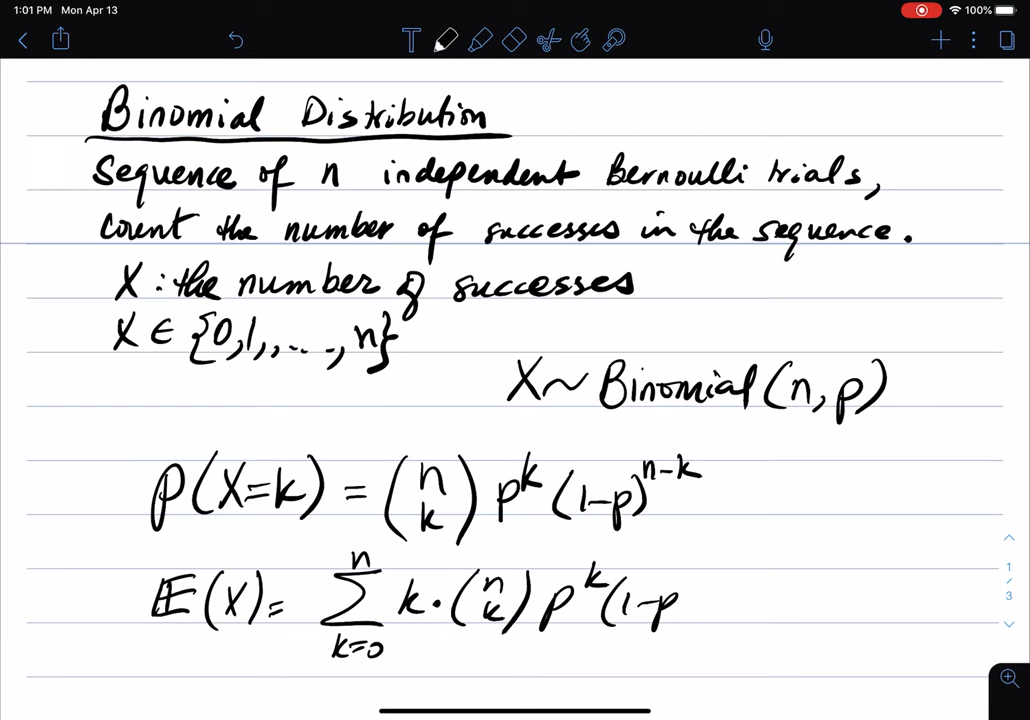 1:01 PM Mon Apr 13
100%
Binomial Distribution
Sequence of n independent Bernoulli trials,
count the number of successes in the sequence.
X : the number of successes
X ∈ {0,1,,...,n}
X ~ Binomial (n, p)
P(X=k) = (n k) p^k (1-p)^{n-k}
E(X) = ∑_{k=0}^{n} k · (n k) p^k (1-p
1/3